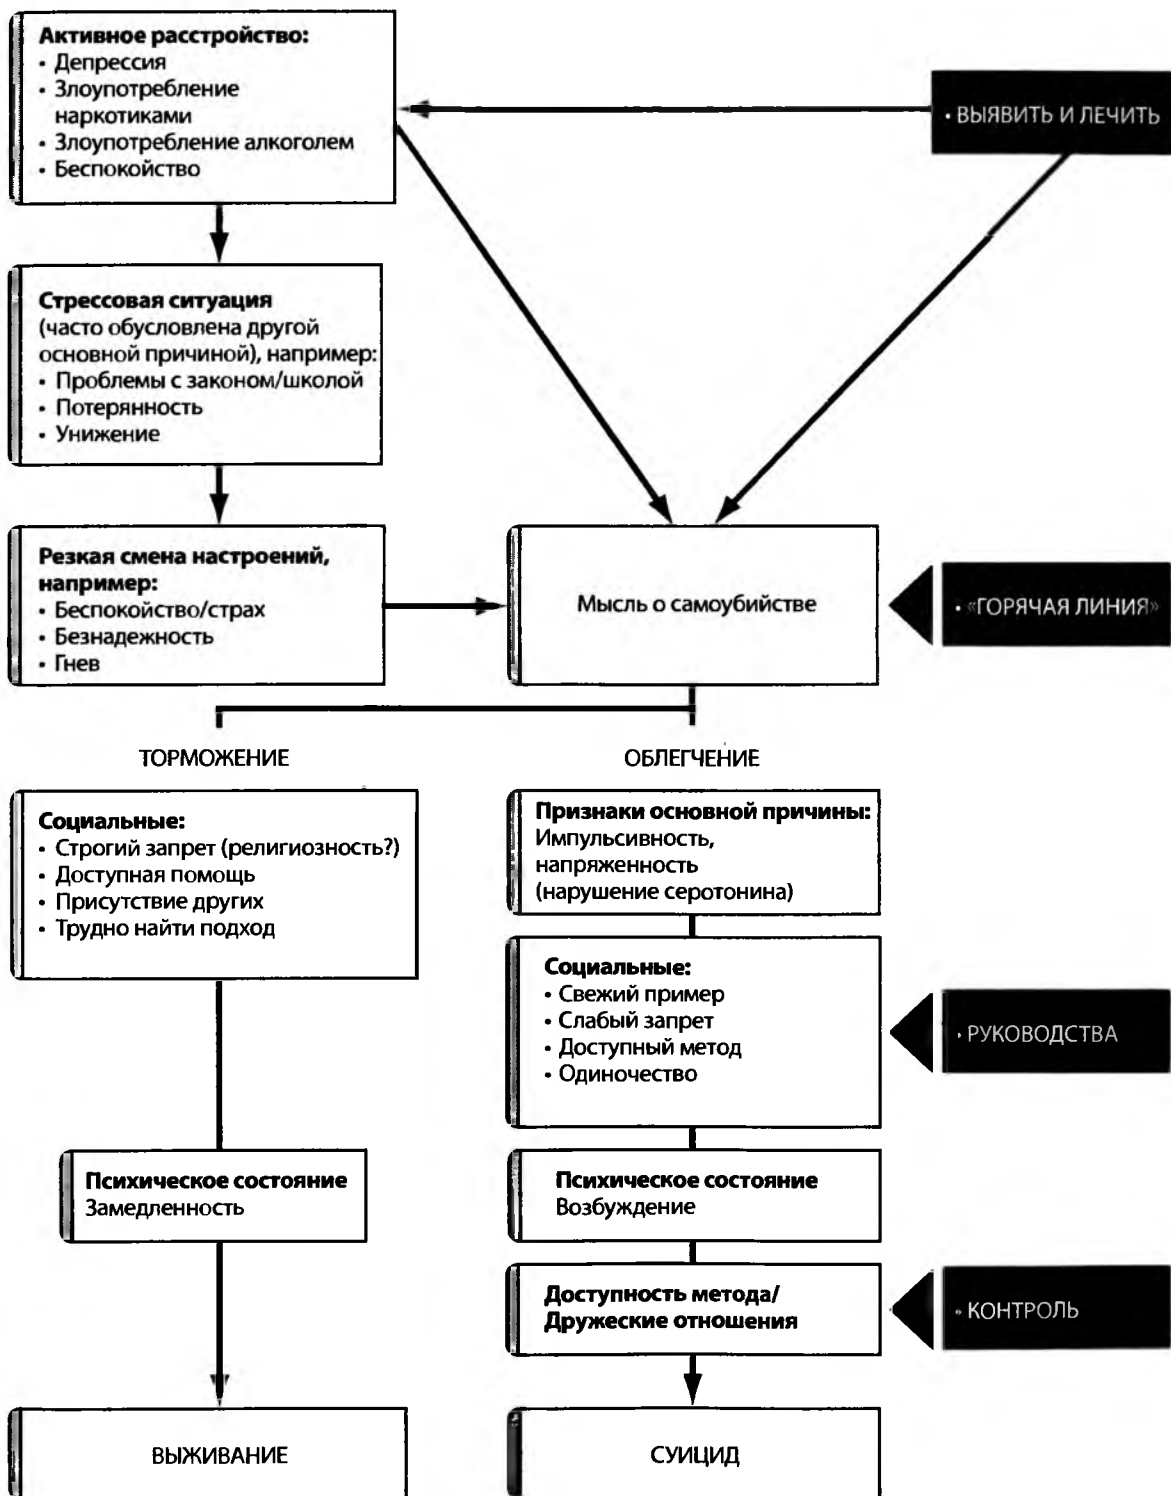 Активное расстройство:
• Депрессия
• Злоупотребление
наркотиками
• Злоупотребление алкоголем
• Беспокойство
• ВЫЯВИТЬ И ЛЕЧИТЬ
Стрессовая ситуация
(часто обусловлена другой
основной причиной), например:
• Проблемы с законом/школой
• Потерянность
• Унижение
Резкая смена настроений,
например:
• Беспокойство/страх
• Безнадежность
• Гнев
Мысль о самоубийстве
• «ГОРЯЧАЯ ЛИНИЯ»
ТОРМОЖЕНИЕ
ОБЛЕГЧЕНИЕ
Социальные:
• Строгий запрет (религиозность?)
• Доступная помощь
• Присутствие других
• Трудно найти подход
Признаки основной причины:
Импульсивность,
напряженность
(нарушение серотонина)
Социальные:
• Свежий пример
• Слабый запрет
• Доступный метод
• Одиночество
• РУКОВОДСТВА
Психическое состояние
Замедленность
Психическое состояние
Возбуждение
Доступность метода/
Дружеские отношения
• КОНТРОЛЬ
ВЫЖИВАНИЕ
СУИЦИД